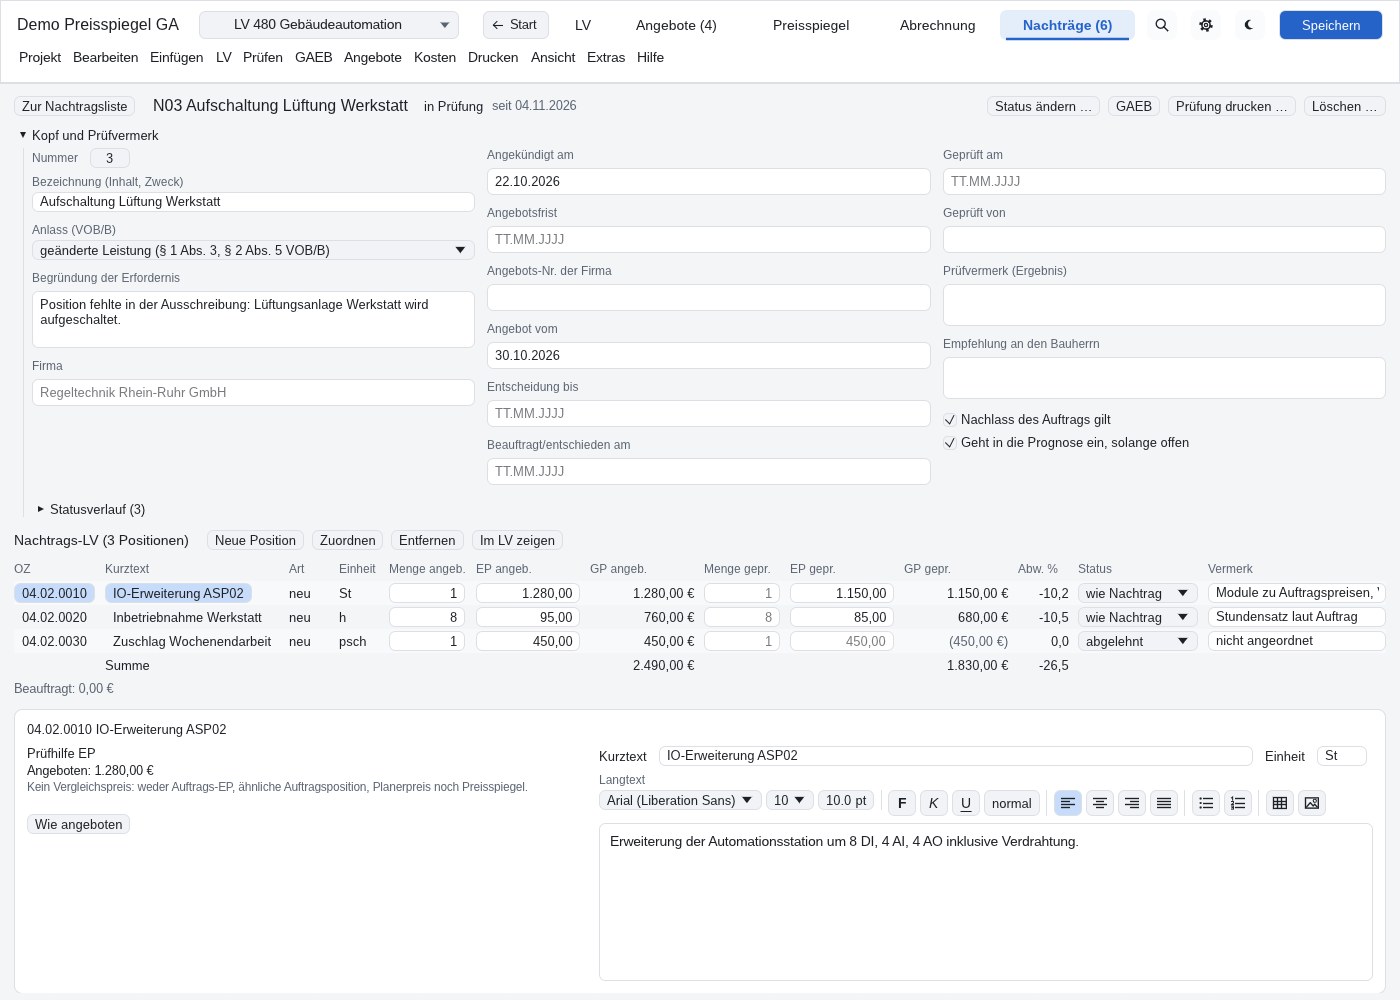 Demo Preisspiegel GA
LV 480 Gebäudeautomation
← Start
LV
Angebote (4)
Preisspiegel
Abrechnung
Nachträge (6)
Speichern
Projekt Bearbeiten Einfügen LV Prüfen GAEB Angebote Kosten Drucken Ansicht Extras Hilfe
Zur Nachtragsliste N03 Aufschaltung Lüftung Werkstatt in Prüfung seit 04.11.2026 Status ändern ... GAEB Prüfung drucken ... Löschen ...
Kopf und Prüfvermerk
Nummer 3
Bezeichnung (Inhalt, Zweck)
Aufschaltung Lüftung Werkstatt
Anlass (VOB/B)
geänderte Leistung (§ 1 Abs. 3, § 2 Abs. 5 VOB/B)
Begründung der Erfordernis
Position fehlte in der Ausschreibung: Lüftungsanlage Werkstatt wird
aufgeschaltet.
Firma
Regeltechnik Rhein-Ruhr GmbH
Angekündigt am
22.10.2026
Angebotsfrist
TT.MM.JJJJ
Angebots-Nr. der Firma
Angebot vom
30.10.2026
Entscheidung bis
TT.MM.JJJJ
Beauftragt/entschieden am
TT.MM.JJJJ
Geprüft am
TT.MM.JJJJ
Geprüft von
Prüfvermerk (Ergebnis)
Empfehlung an den Bauherrn
Nachlass des Auftrags gilt
Geht in die Prognose ein, solange offen
Statusverlauf (3)
Nachtrags-LV (3 Positionen) Neue Position Zuordnen Entfernen Im LV zeigen
OZ Kurztext Art Einheit Menge angeb. EP angeb. GP angeb. Menge gepr. EP gepr. GP gepr. Abw. % Status Vermerk
04.02.0010 IO-Erweiterung ASP02 neu St 1 1.280,00 1.280,00 € 1 1.150,00 1.150,00 € -10,2 wie Nachtrag Module zu Auftragspreisen,
04.02.0020 Inbetriebnahme Werkstatt neu h 8 95,00 760,00 € 8 85,00 680,00 € -10,5 wie Nachtrag Stundensatz laut Auftrag
04.02.0030 Zuschlag Wochenendarbeit neu psch 1 450,00 450,00 € 1 450,00 (450,00 €) 0,0 abgelehnt nicht angeordnet
Summe 2.490,00 € 1.830,00 € -26,5
Beauftragt: 0,00 €
04.02.0010 IO-Erweiterung ASP02
Prüfhilfe EP
Angeboten: 1.280,00 €
Kein Vergleichspreis: weder Auftrags-EP, ähnliche Auftragsposition, Planerpreis noch Preisspiegel.
Wie angeboten
Kurztext IO-Erweiterung ASP02 Einheit St
Langtext
Arial (Liberation Sans) 10 10.0 pt F K U normal
Erweiterung der Automationsstation um 8 DI, 4 AI, 4 AO inklusive Verdrahtung.